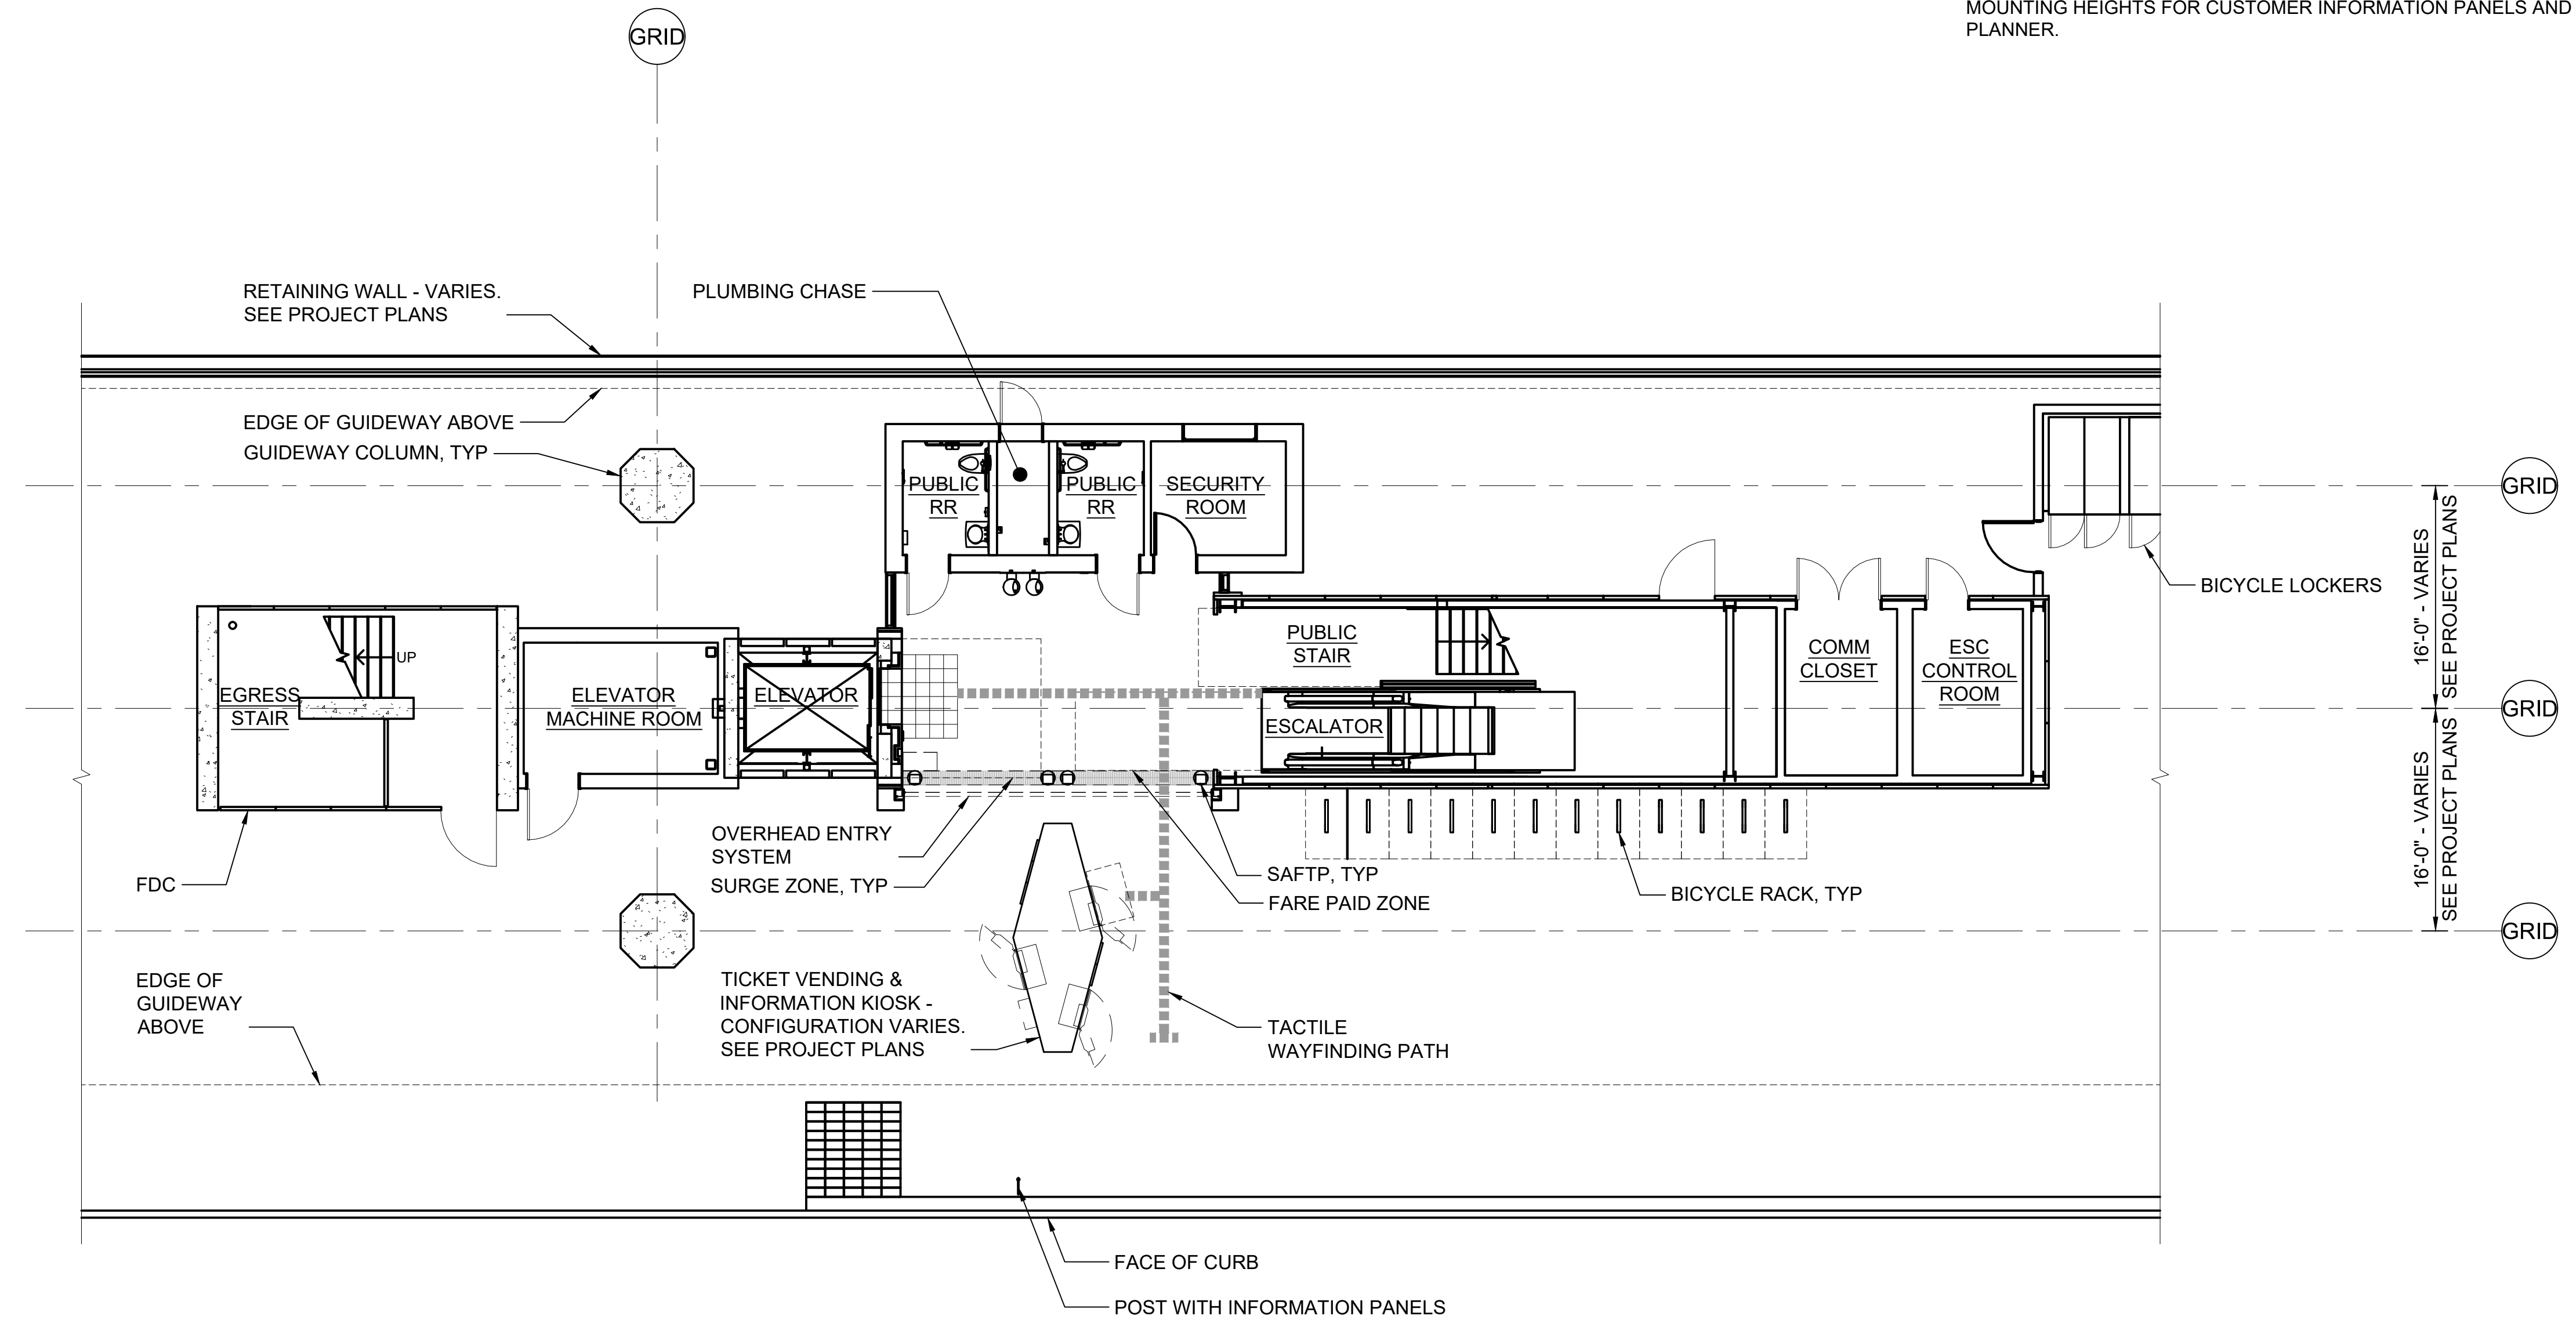 MOUNTING HEIGHTS FOR CUSTOMER INFORMATION PANELS AND
PLANNER.
GRID
RETAINING WALL - VARIES.
SEE PROJECT PLANS
PLUMBING CHASE
EDGE OF GUIDEWAY ABOVE
GUIDEWAY COLUMN, TYP
PUBLIC
RR
PUBLIC
RR
SECURITY
ROOM
GRID
16'-0" - VARIES
SEE PROJECT PLANS
BICYCLE LOCKERS
UP
EGRESS
STAIR
ELEVATOR
MACHINE ROOM
ELEVATOR
PUBLIC
STAIR
ESCALATOR
COMM
CLOSET
ESC
CONTROL
ROOM
GRID
16'-0" - VARIES
SEE PROJECT PLANS
OVERHEAD ENTRY
SYSTEM
SURGE ZONE, TYP
FDC
SAFTP, TYP
FARE PAID ZONE
BICYCLE RACK, TYP
GRID
EDGE OF
GUIDEWAY
ABOVE
TICKET VENDING &
INFORMATION KIOSK -
CONFIGURATION VARIES.
SEE PROJECT PLANS
TACTILE
WAYFINDING PATH
FACE OF CURB
POST WITH INFORMATION PANELS